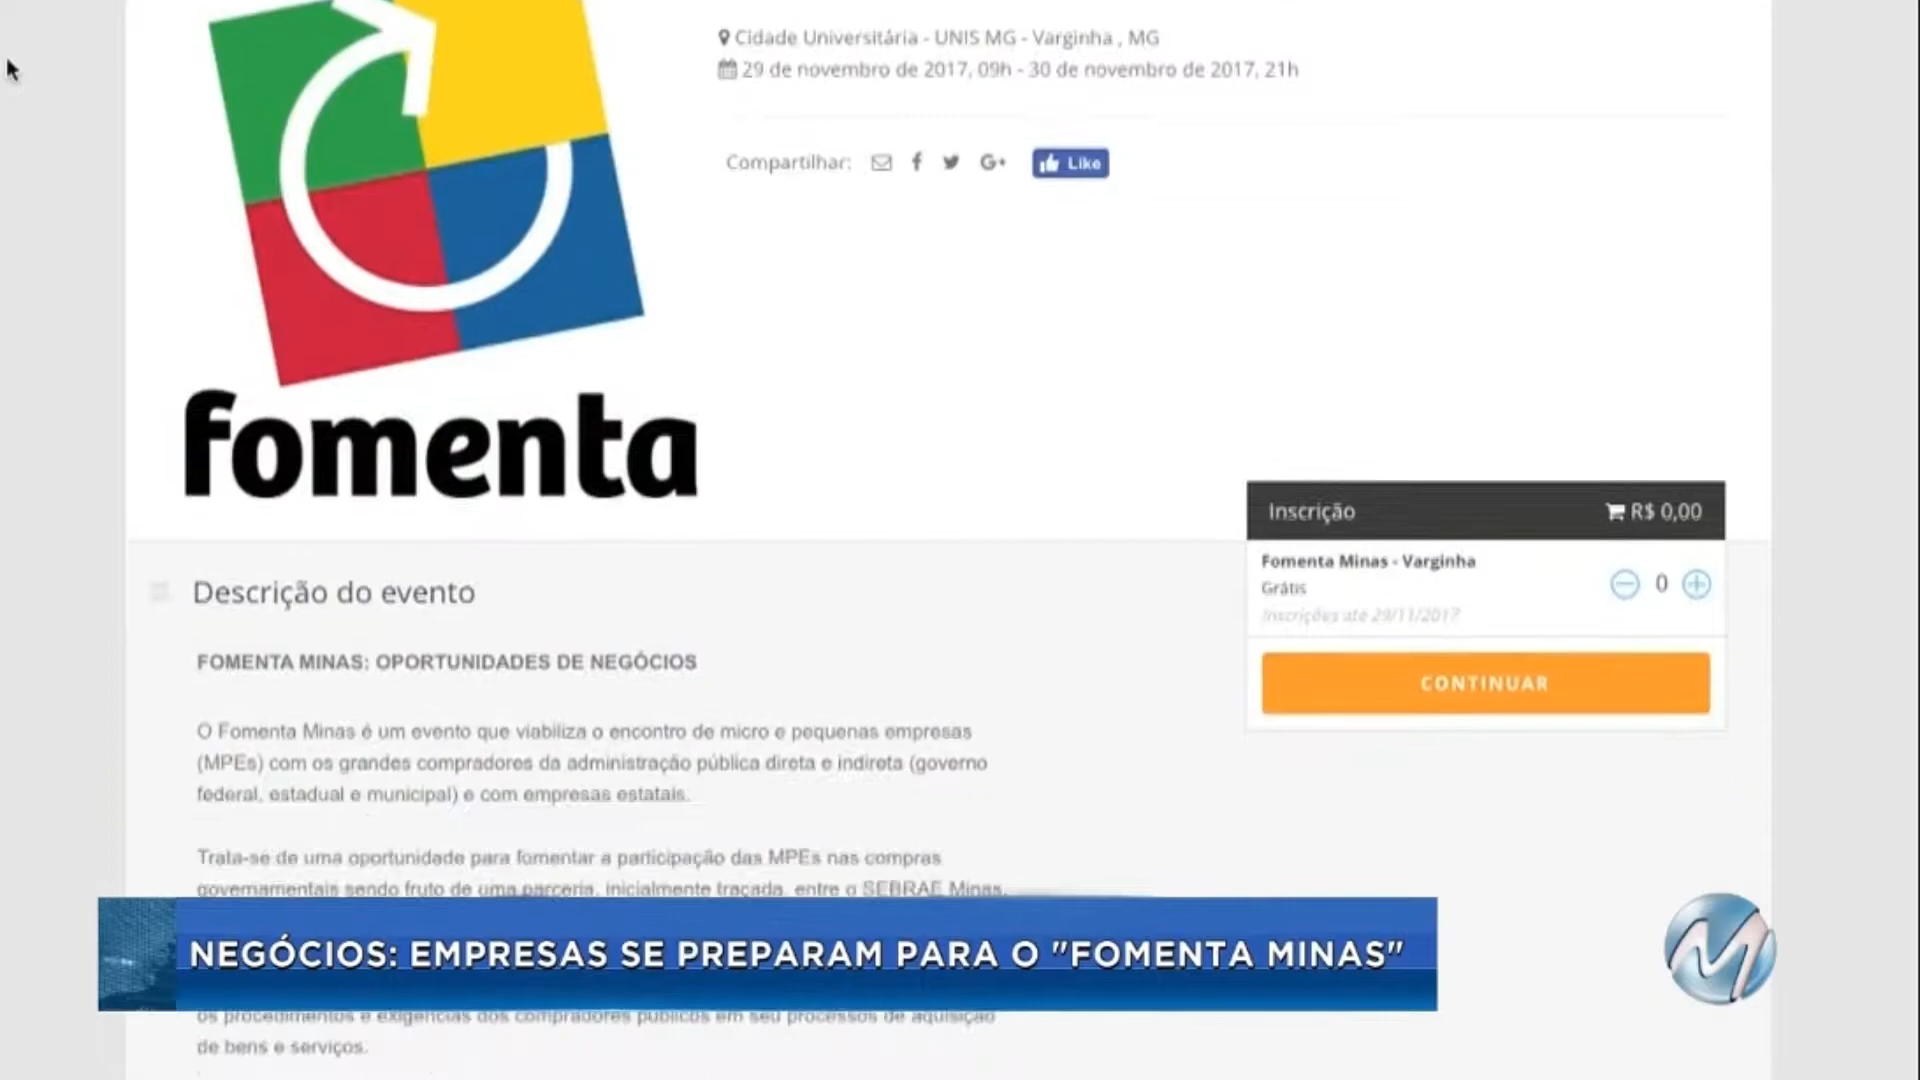 Cidade Universitária - UNIS MG - Varginha , MG
29 de novembro de 2017, 09h - 30 de novembro de 2017, 21h
Compartilhar:
G+
Like
fomenta
Inscrição
R$ 0,00
Fomenta Minas - Varginha
Grátis
0
Inscrições até 29/11/2017
CONTINUAR
Descrição do evento
FOMENTA MINAS: OPORTUNIDADES DE NEGÓCIOS
O Fomenta Minas é um evento que viabiliza o encontro de micro e pequenas empresas
(MPEs) com os grandes compradores da administração pública direta e indireta (governo
federal, estadual e municipal) e com empresas estatais.
Trata-se de uma oportunidade para fomentar a participação das MPEs nas compras
governamentais sendo fruto de uma parceria, inicialmente traçada, entre o SEBRAE Minas,
NEGÓCIOS: EMPRESAS SE PREPARAM PARA O "FOMENTA MINAS"
M
os procedimentos e exigências dos compradores públicos em seu processos de aquisição
de bens e serviços.